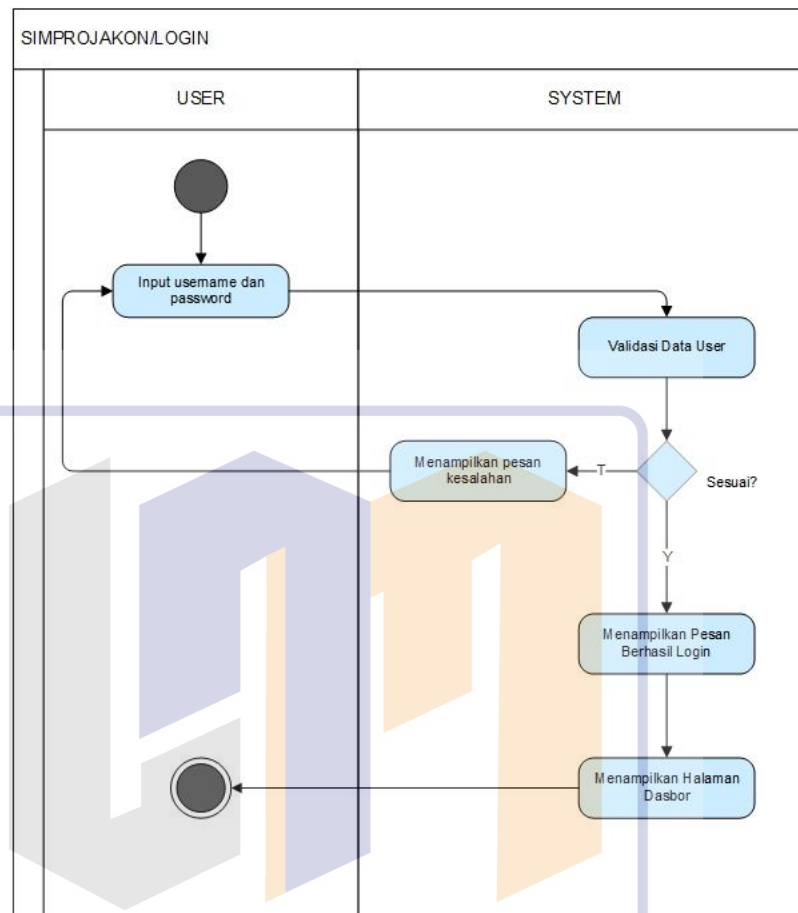 SIMPROJAKON/LOGIN
USER
SYSTEM
Input username dan
password
Validasi Data User
Menampilkan pesan
kesalahan
T
Sesuai?
Y
Menampilkan Pesan
Berhasil Login
Menampilkan Halaman
Dasbor